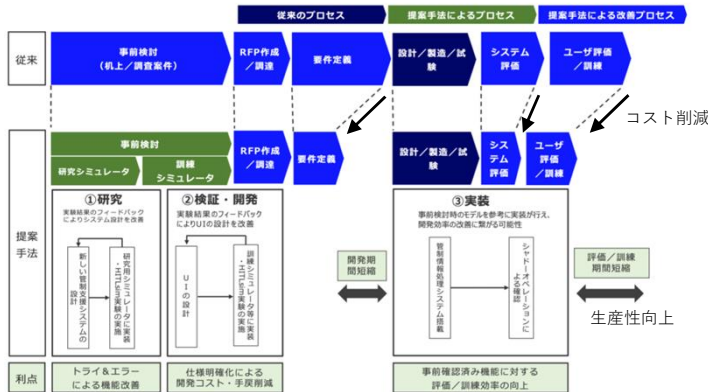 従来のプロセス
提案手法によるプロセス
提案手法による改善プロセス
従来
事前検討
(机上/調査案件)
RFP作成
/調達
要件定義
設計/製造/試
験
システム
評価
ユーザ評価
/訓練
コスト削減
事前検討
研究シミュレータ
訓練
シミュレータ
RFP作成
/調達
要件定義
設計/製造/試
験
シス
テム
評価
ユーザ
評価
/訓練
提案
手法
①研究
実験結果のフィードバック
によりシステム設計を改善
新しい管制支援システムの
設計
研究用シミュレータに実装
・HITLsim実験の実施
②検証・開発
実験結果のフィードバック
によりUIの設計を改善
UIの設計
訓練シミュレータ等に実装
・HITLsim実験の実施
開発期
間短縮
③実装
事前検討時のモデルを参考に実装が行え、
開発効率の改善に繋がる可能性
管制情報処理システム搭載
シャドーオペレーションに
よる確認
評価/訓練
期間短縮
生産性向上
利点
トライ&エラー
による機能改善
仕様明確化による
開発コスト・手戻削減
事前確認済み機能に対する
評価/訓練効率の向上